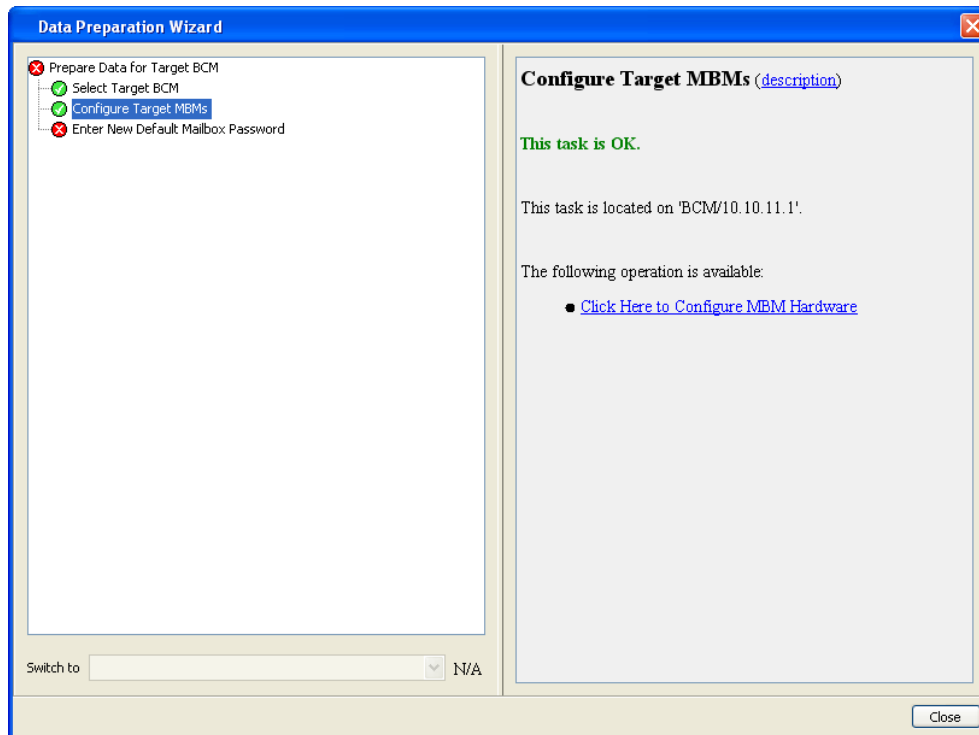 Data Preparation Wizard
Prepare Data for Target BCM
Select Target BCM
Configure Target MBMs
Enter New Default Mailbox Password
Switch to
N/A
Configure Target MBMs (description)
This task is OK.
This task is located on 'BCM/10.10.11.1'.
The following operation is available:
Click Here to Configure MBM Hardware
Close